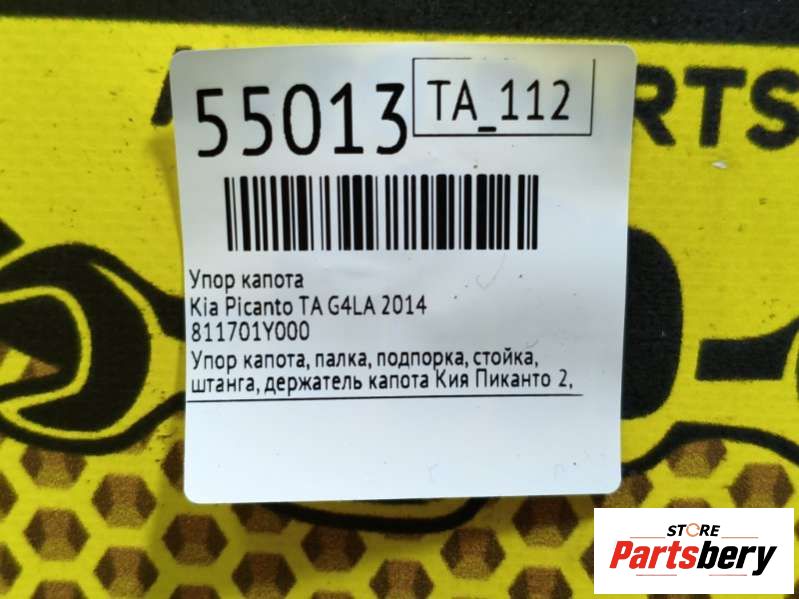 55013
TA_112
PARTS
Упор капота
Kia Picanto TA G4LA 2014
811701Y000
Упор капота, палка, подпорка, стойка,
штанга, держатель капота Кия Пиканто 2,
STORE
Partsbery